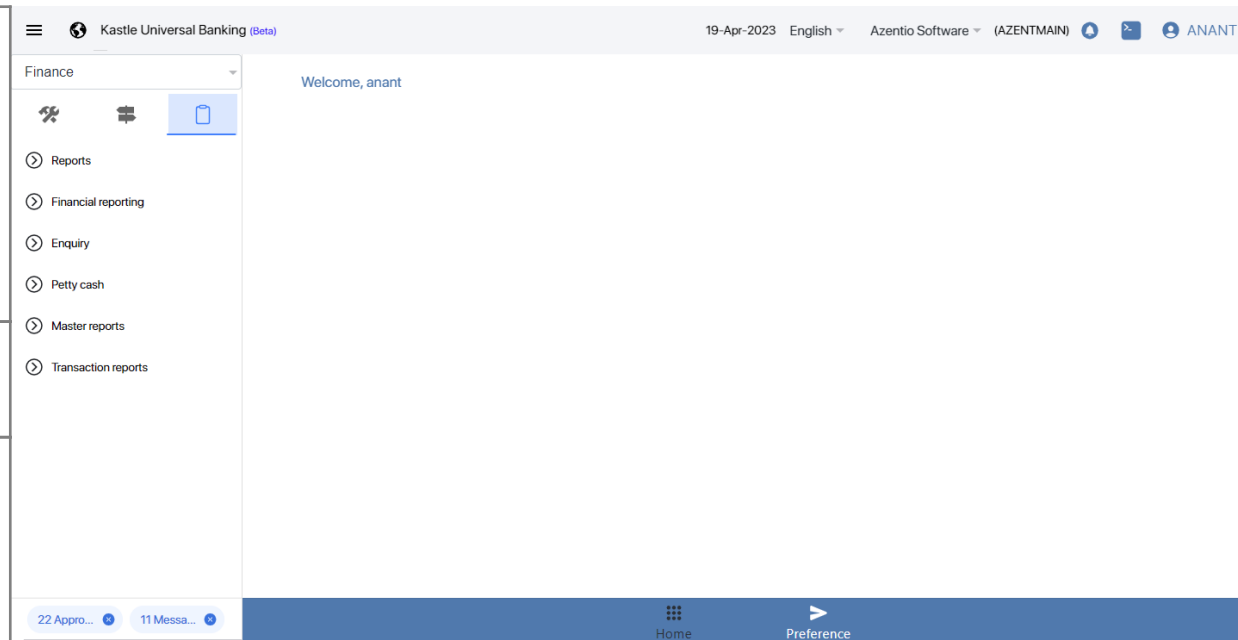 Kastle Universal Banking (Beta)
19-Apr-2023 English Azentio Software (AZENTMAIN) ANANT
Finance
Welcome, anant
Reports
Financial reporting
Enquiry
Petty cash
Master reports
Transaction reports
22 Appro... 11 Messa...
Home Preference